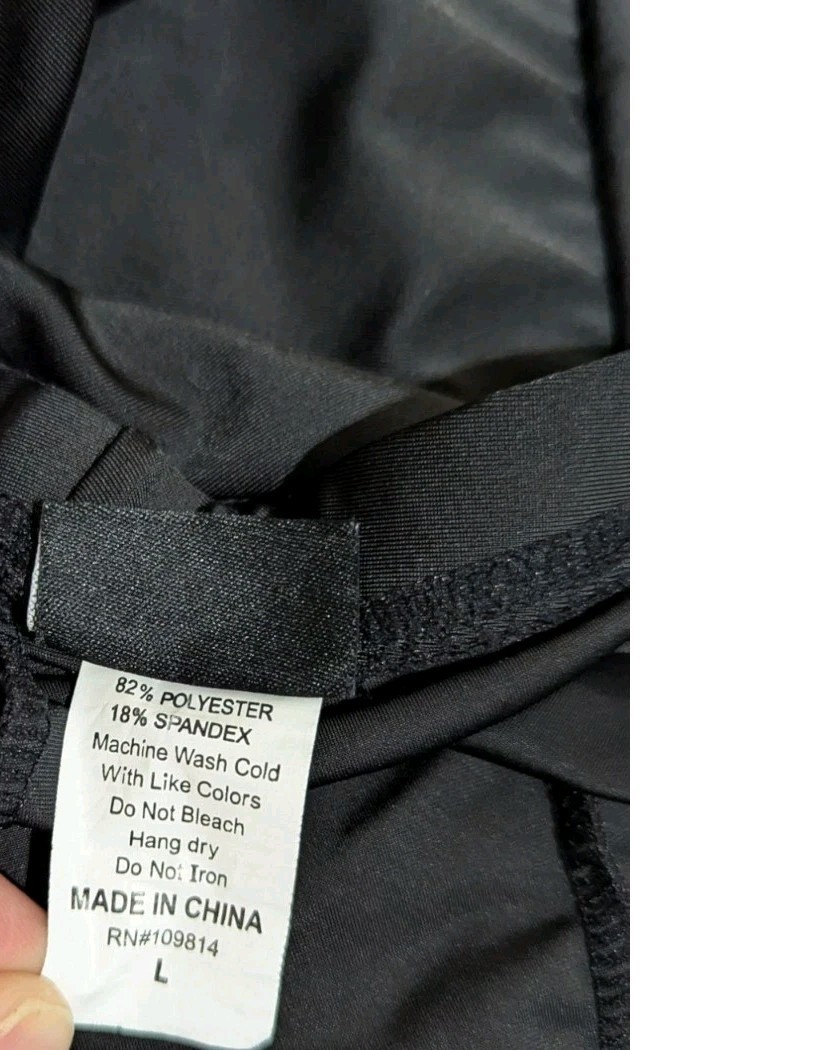 82% POLYESTER
18% SPANDEX
Machine Wash Cold
With Like Colors
Do Not Bleach
Hang dry
Do Not Iron
MADE IN CHINA
RN#109814
L